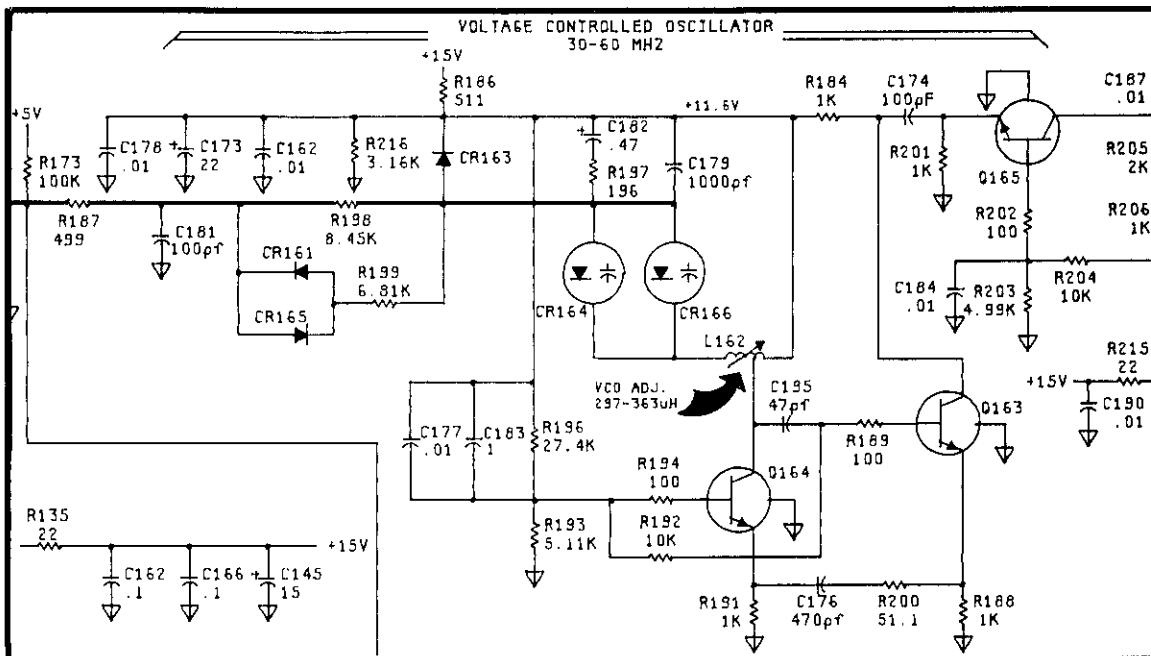 VOLTAGE CONTROLLED OSCILLATOR
30-60 MHZ
+15V
R186
511
+5V
R173
100K
C178
.01
+
C173
22
C162
.01
R216
3.16K
CR163
+
C182
.47
R197
196
+11.6V
C179
1000pf
R184
1K
C174
100pF
R201
1K
Q165
C187
.01
R205
2K
R187
499
C181
100pf
R198
8.45K
CR161
R199
6.81K
CR165
CR164
CR166
R202
100
R206
1K
C184
.01
R203
4.99K
R204
10K
L162
VCO ADJ.
297-363uH
C195
47pf
R189
100
Q163
R215
22
+15V
C190
.01
C177
.01
C183
1
R196
27.4K
R194
100
Q164
R135
22
+15V
R193
5.11K
R192
10K
C162
.1
C166
.1
+
C145
15
R191
1K
C176
470pf
R200
51.1
R188
1K